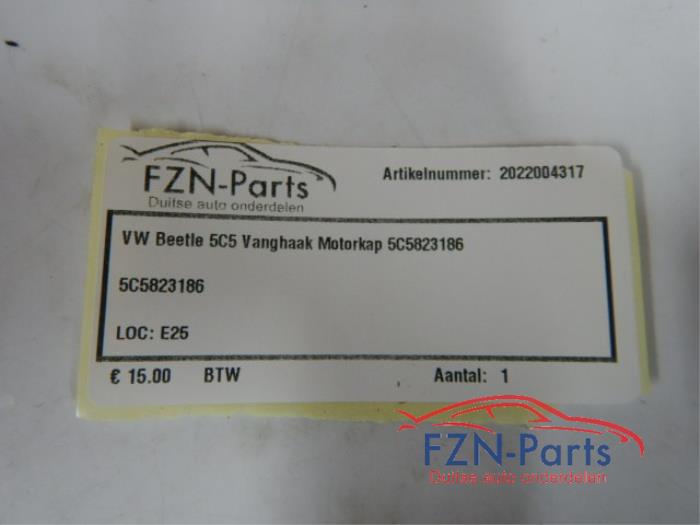 FZN-Parts
Duitse auto onderdelen
Artikelnummer: 2022004317
VW Beetle 5C5 Vanghaak Motorkap 5C5823186
5C5823186
LOC: E25
€ 15.00 BTW Aantal: 1
FZN-Parts
Duitse auto onderdelen